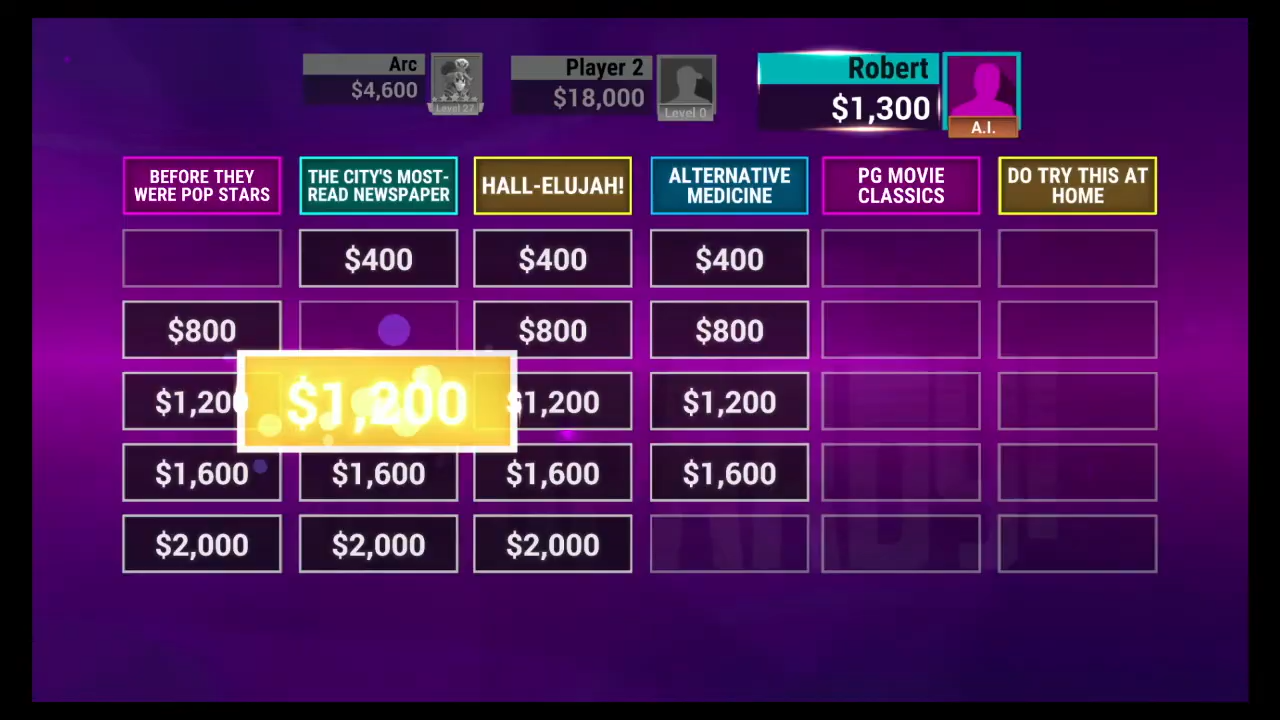 Arc
$4,600
Level 27
Player 2
$18,000
Level 0
Robert
$1,300
A.I.
BEFORE THEY
WERE POP STARS
THE CITY'S MOST-
READ NEWSPAPER
HALL-ELUJAH!
ALTERNATIVE
MEDICINE
PG MOVIE
CLASSICS
DO TRY THIS AT
HOME
$400 $400 $400
$800 $800 $800
$1,200 $1,200 $1,200 $1,200
$1,600 $1,600 $1,600 $1,600
$2,000 $2,000 $2,000